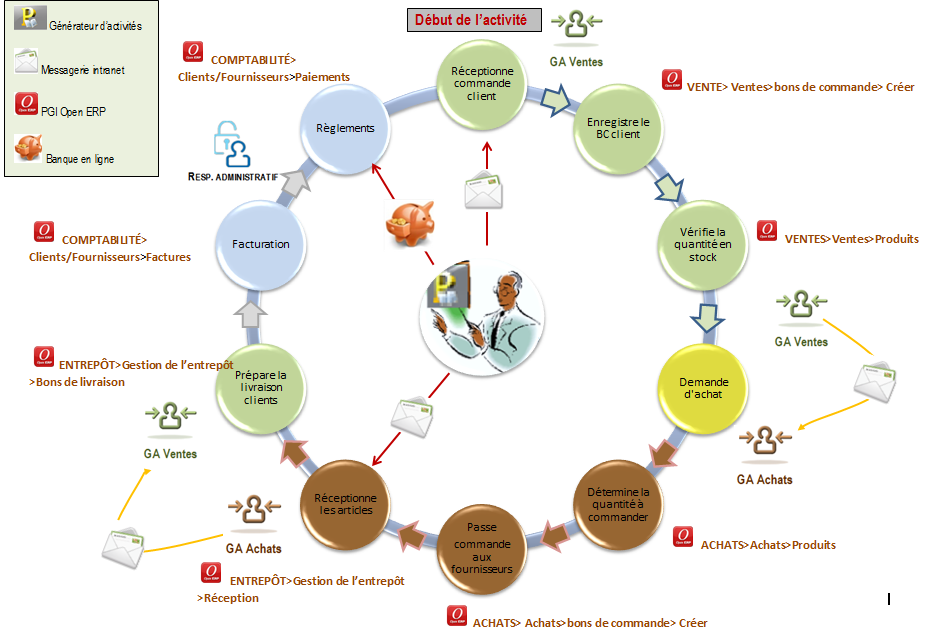 Générateur d'activités
Messagerie intranet
PGI Open ERP
Banque en ligne
Début de l'activité
GA Ventes
COMPTABILITÉ>
Clients/Fournisseurs>Paiements
Réceptionne
commande
client
VENTE> Ventes>bons de commande> Créer
Enregistre le
BC client
Règlements
RESP. ADMINISTRATIF
Vérifie la
quantité en
stock
VENTES>Ventes>Produits
COMPTABILITÉ>
Clients/Fournisseurs>Factures
Facturation
GA Ventes
Demande
d'achat
GA Achats
ENTREPÔT>Gestion de l'entrepôt
>Bons de livraison
Prépare la
livraison
clients
GA Ventes
Détermine la
quantité à
commander
ACHATS>Achats>Produits
Réceptionne
les articles
Passe
commande
aux
fournisseurs
GA Achats
ENTREPÔT>Gestion de l'entrepôt
>Réception
ACHATS> Achats>bons de commande> Créer